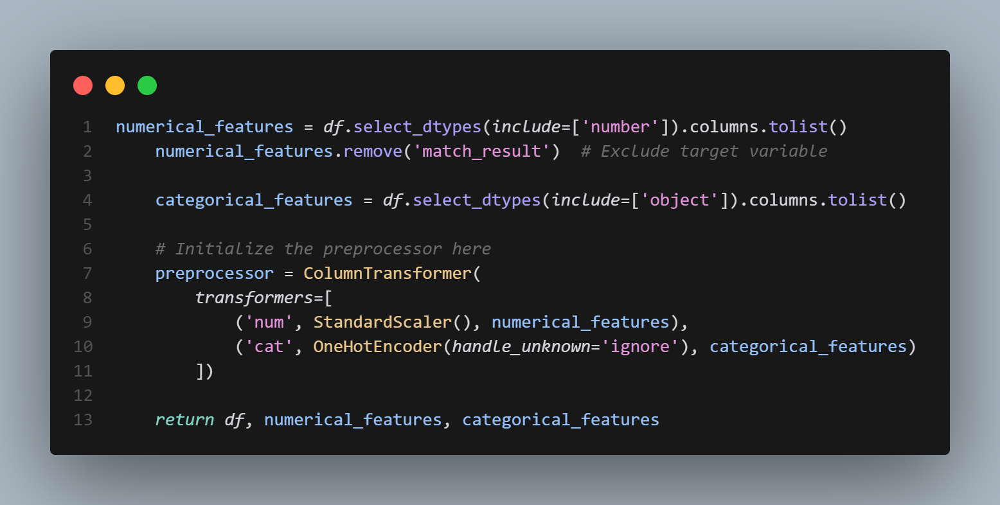 1 numerical_features = df.select_dtypes(include=['number']).columns.tolist()
2     numerical_features.remove('match_result')  # Exclude target variable
3
4     categorical_features = df.select_dtypes(include=['object']).columns.tolist()
5
6     # Initialize the preprocessor here
7     preprocessor = ColumnTransformer(
8         transformers=[
9             ('num', StandardScaler(), numerical_features),
10             ('cat', OneHotEncoder(handle_unknown='ignore'), categorical_features)
11         ])
12
13     return df, numerical_features, categorical_features